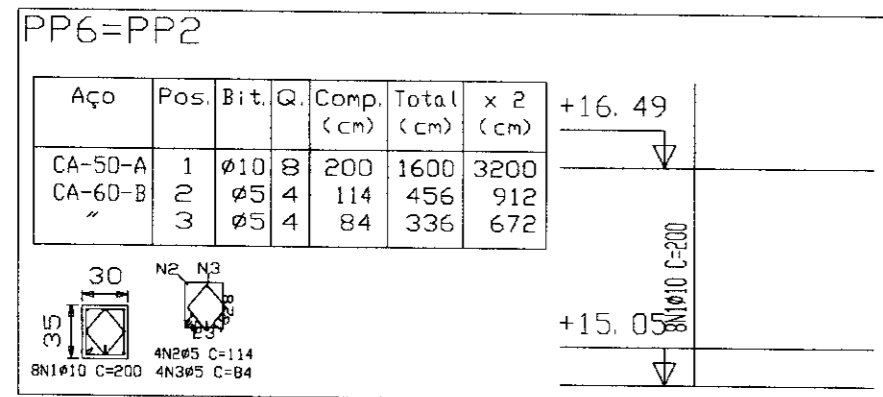 PP6=PP2
Aço Pos. Bit. Q. Comp. (cm) Total (cm) x 2 (cm)
CA-50-A 1 ø10 8 200 1600 3200
CA-60-B 2 ø5 4 114 456 912
" 3 ø5 4 84 336 672
+16. 49
8N1ø10 C=200
+15. 05
30
35
8N1ø10 C=200
N2 N3
4N2ø5 C=114
4N3ø5 C=84